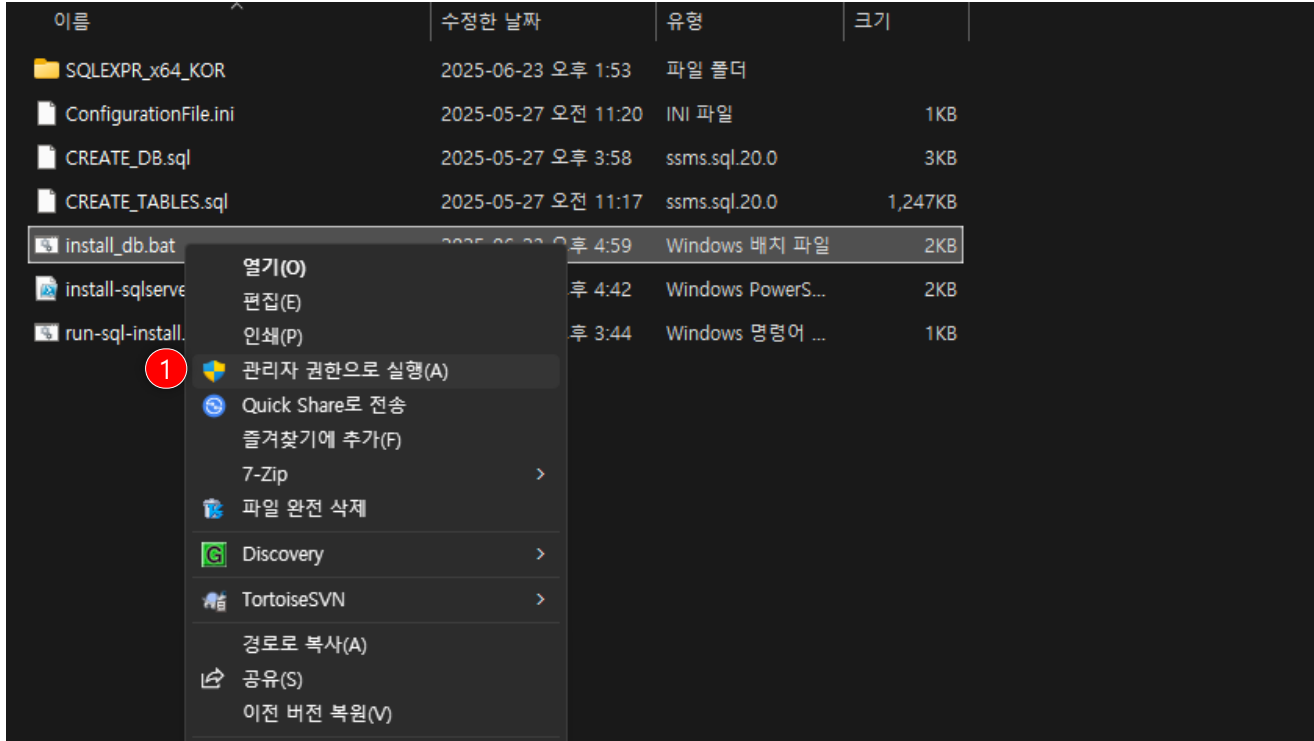 이름 수정한 날짜 유형 크기
SQLEXPR_x64_KOR 2025-06-23 오후 1:53 파일 폴더
ConfigurationFile.ini 2025-05-27 오전 11:20 INI 파일 1KB
CREATE_DB.sql 2025-05-27 오후 3:58 ssms.sql.20.0 3KB
CREATE_TABLES.sql 2025-05-27 오전 11:17 ssms.sql.20.0 1,247KB
install_db.bat 4:59 Windows 배치 파일 2KB
install-sqlserve 4:42 Windows PowerS... 2KB
run-sql-install. 3:44 Windows 명령어 ... 1KB
열기(O)
편집(E)
인쇄(P)
1 관리자 권한으로 실행(A)
Quick Share로 전송
즐겨찾기에 추가(F)
7-Zip
파일 완전 삭제
G Discovery
TortoiseSVN
경로로 복사(A)
공유(S)
이전 버전 복원(V)